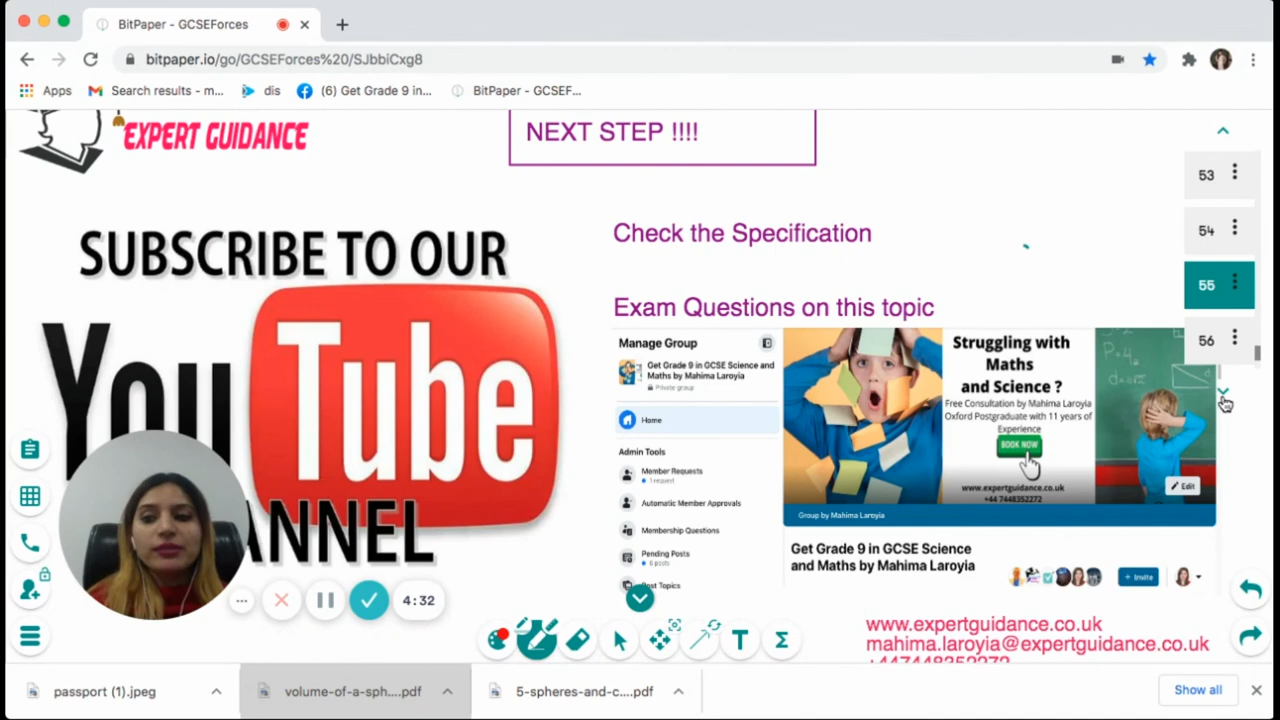 BitPaper - GCSEForces
bitpaper.io/go/GCSEForces%20/SJbbiCxg8
Apps
Search results - m...
dis
(6) Get Grade 9 in...
BitPaper - GCSEF...
EXPERT GUIDANCE
NEXT STEP !!!!
53
54
55
56
SUBSCRIBE TO OUR
YouTube
ANNEL
Check the Specification
Exam Questions on this topic
Manage Group
Get Grade 9 in GCSE Science
and Maths by Mahima Laroyia
Private group
Home
Admin Tools
Member Requests
1 request
Automatic Member Approvals
Membership Questions
Pending Posts
6 posts
Post Topics
Struggling with
Maths
and Science ?
Free Consultation by Mahima Laroyia
Oxford Postgraduate with 11 years of
Experience
BOOK NOW
www.expertguidance.co.uk
+44 7448352272
Edit
Group by Mahima Laroyia
Get Grade 9 in GCSE Science
and Maths by Mahima Laroyia
+ Invite
4:32
T
Σ
www.expertguidance.co.uk
mahima.laroyia@expertguidance.co.uk
+447448352272
passport (1).jpeg
volume-of-a-sph....pdf
5-spheres-and-c....pdf
Show all